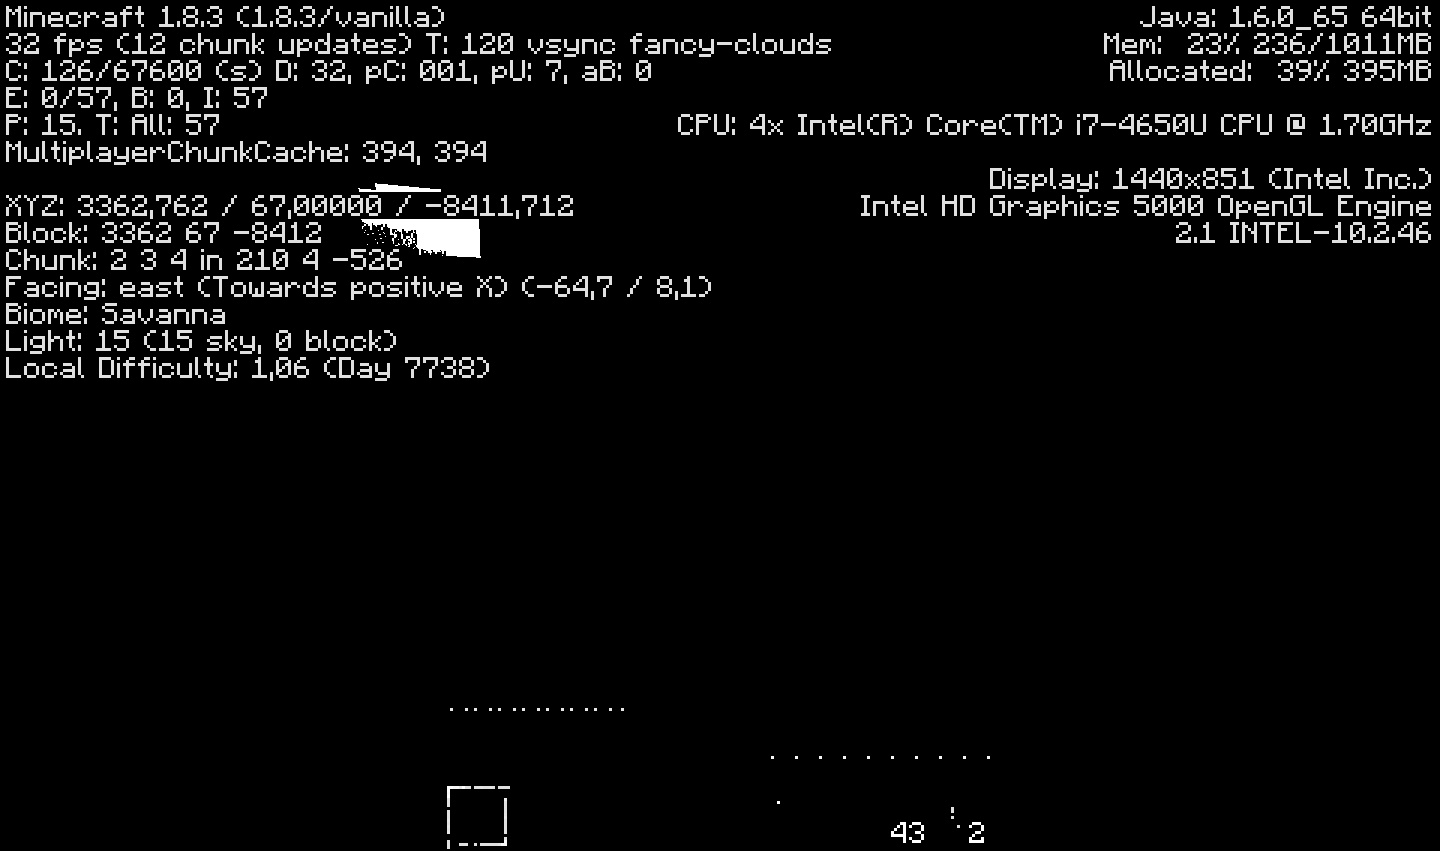 Minecraft 1.8.3 (1.8.3/vanilla)
32 fps (12 chunk updates) T: 120 vsync fancy-clouds
C: 126/67600 (s) D: 32, pC: 001, pU: 7, aB: 0
E: 0/57, B: 0, I: 57
P: 15. T: All: 57
MultiplayerChunkCache: 394, 394
XYZ: 3362,762 / 67,00000 / -8411,712
Block: 3362 67 -8412
Chunk: 2 3 4 in 210 4 -526
Facing: east (Towards positive X) (-64,7 / 8,1)
Biome: Savanna
Light: 15 (15 sky, 0 block)
Local Difficulty: 1,06 (Day 7738)
Java: 1.6.0_65 64bit
Mem: 23% 236/1011MB
Allocated: 39% 395MB
CPU: 4x Intel(R) Core(TM) i7-4650U CPU @ 1.70GHz
Display: 1440x851 (Intel Inc.)
Intel HD Graphics 5000 OpenGL Engine
2.1 INTEL-10.2.46
43 2